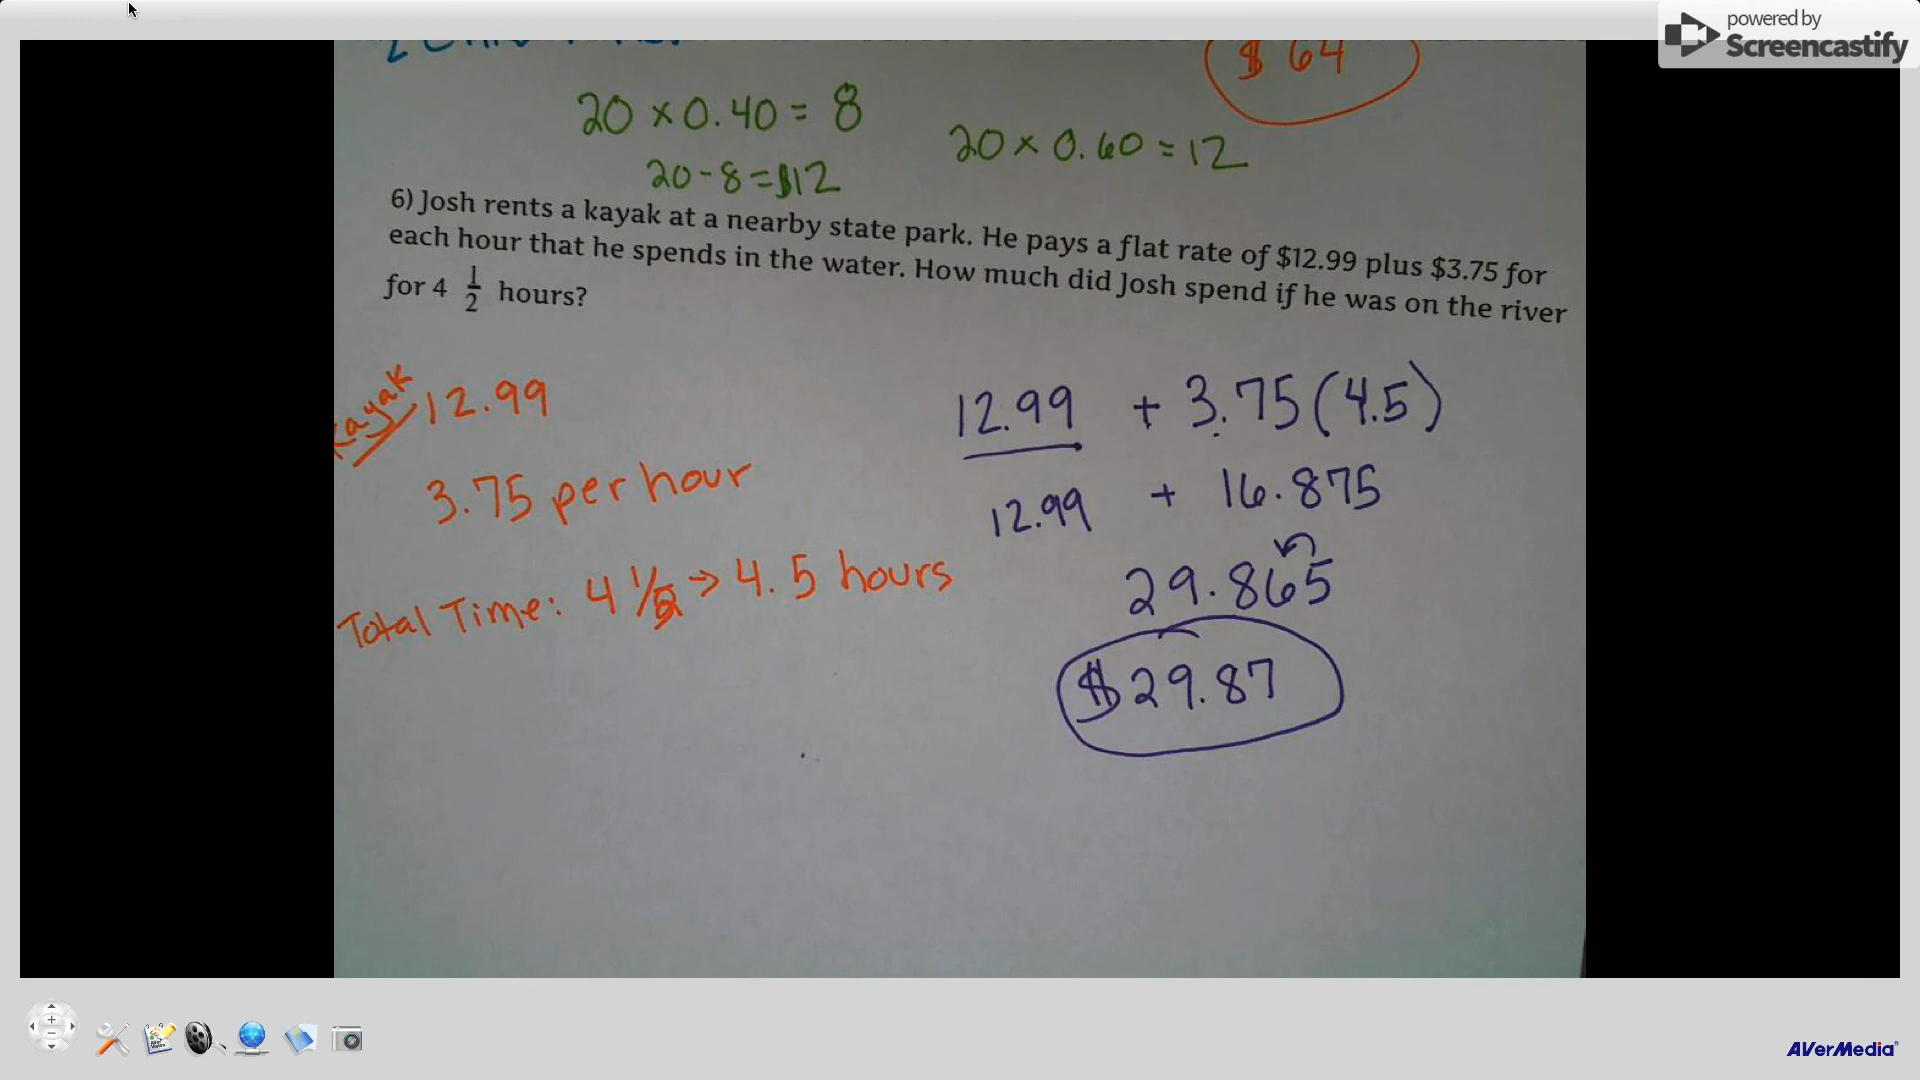 powered by
Screencastify
$64
20 × 0.40 = 8
20 - 8 = $12
20 × 0.60 = 12
6) Josh rents a kayak at a nearby state park. He pays a flat rate of $12.99 plus $3.75 for
each hour that he spends in the water. How much did Josh spend if he was on the river
for 4 1/2 hours?
Kayak 12.99
3.75 per hour
Total Time: 4 1/2 → 4.5 hours
12.99 + 3.75(4.5)
12.99 + 16.875
29.865
$29.87
AVerMedia